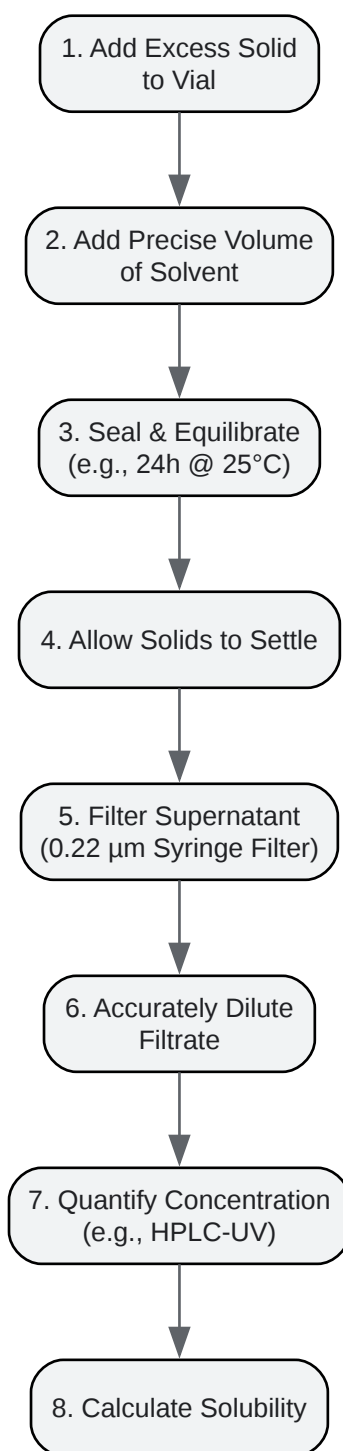 1. Add Excess Solid
to Vial
2. Add Precise Volume
of Solvent
3. Seal & Equilibrate
(e.g., 24h @ 25°C)
4. Allow Solids to Settle
5. Filter Supernatant
(0.22 µm Syringe Filter)
6. Accurately Dilute
Filtrate
7. Quantify Concentration
(e.g., HPLC-UV)
8. Calculate Solubility